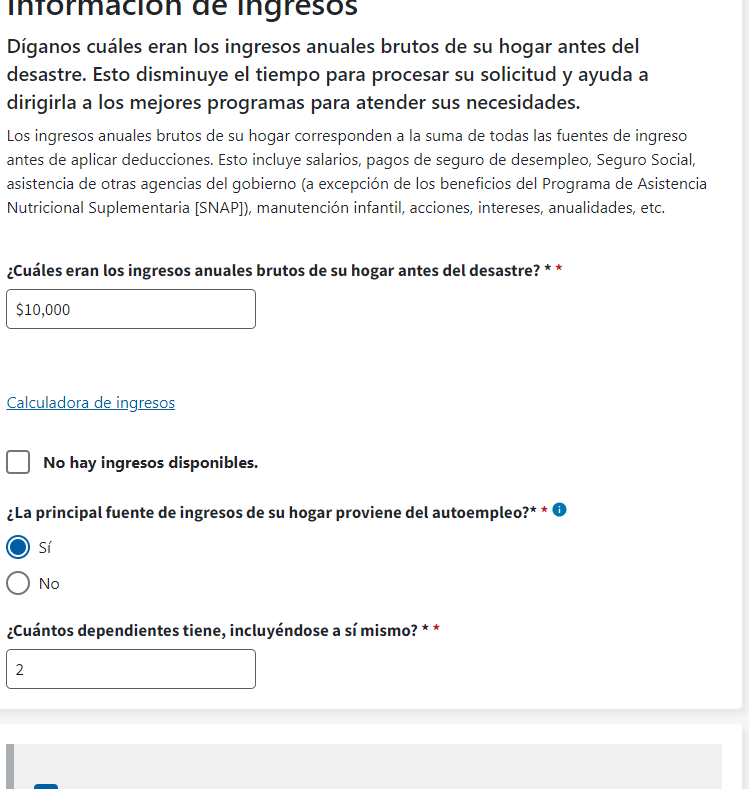 Información de ingresos
Díganos cuáles eran los ingresos anuales brutos de su hogar antes del
desastre. Esto disminuye el tiempo para procesar su solicitud y ayuda a
dirigirla a los mejores programas para atender sus necesidades.
Los ingresos anuales brutos de su hogar corresponden a la suma de todas las fuentes de ingreso
antes de aplicar deducciones. Esto incluye salarios, pagos de seguro de desempleo, Seguro Social,
asistencia de otras agencias del gobierno (a excepción de los beneficios del Programa de Asistencia
Nutricional Suplementaria [SNAP]), manutención infantil, acciones, intereses, anualidades, etc.
¿Cuáles eran los ingresos anuales brutos de su hogar antes del desastre? * *
$10,000
Calculadora de ingresos
No hay ingresos disponibles.
¿La principal fuente de ingresos de su hogar proviene del autoempleo?* *
Sí
No
¿Cuántos dependientes tiene, incluyéndose a sí mismo? * *
2